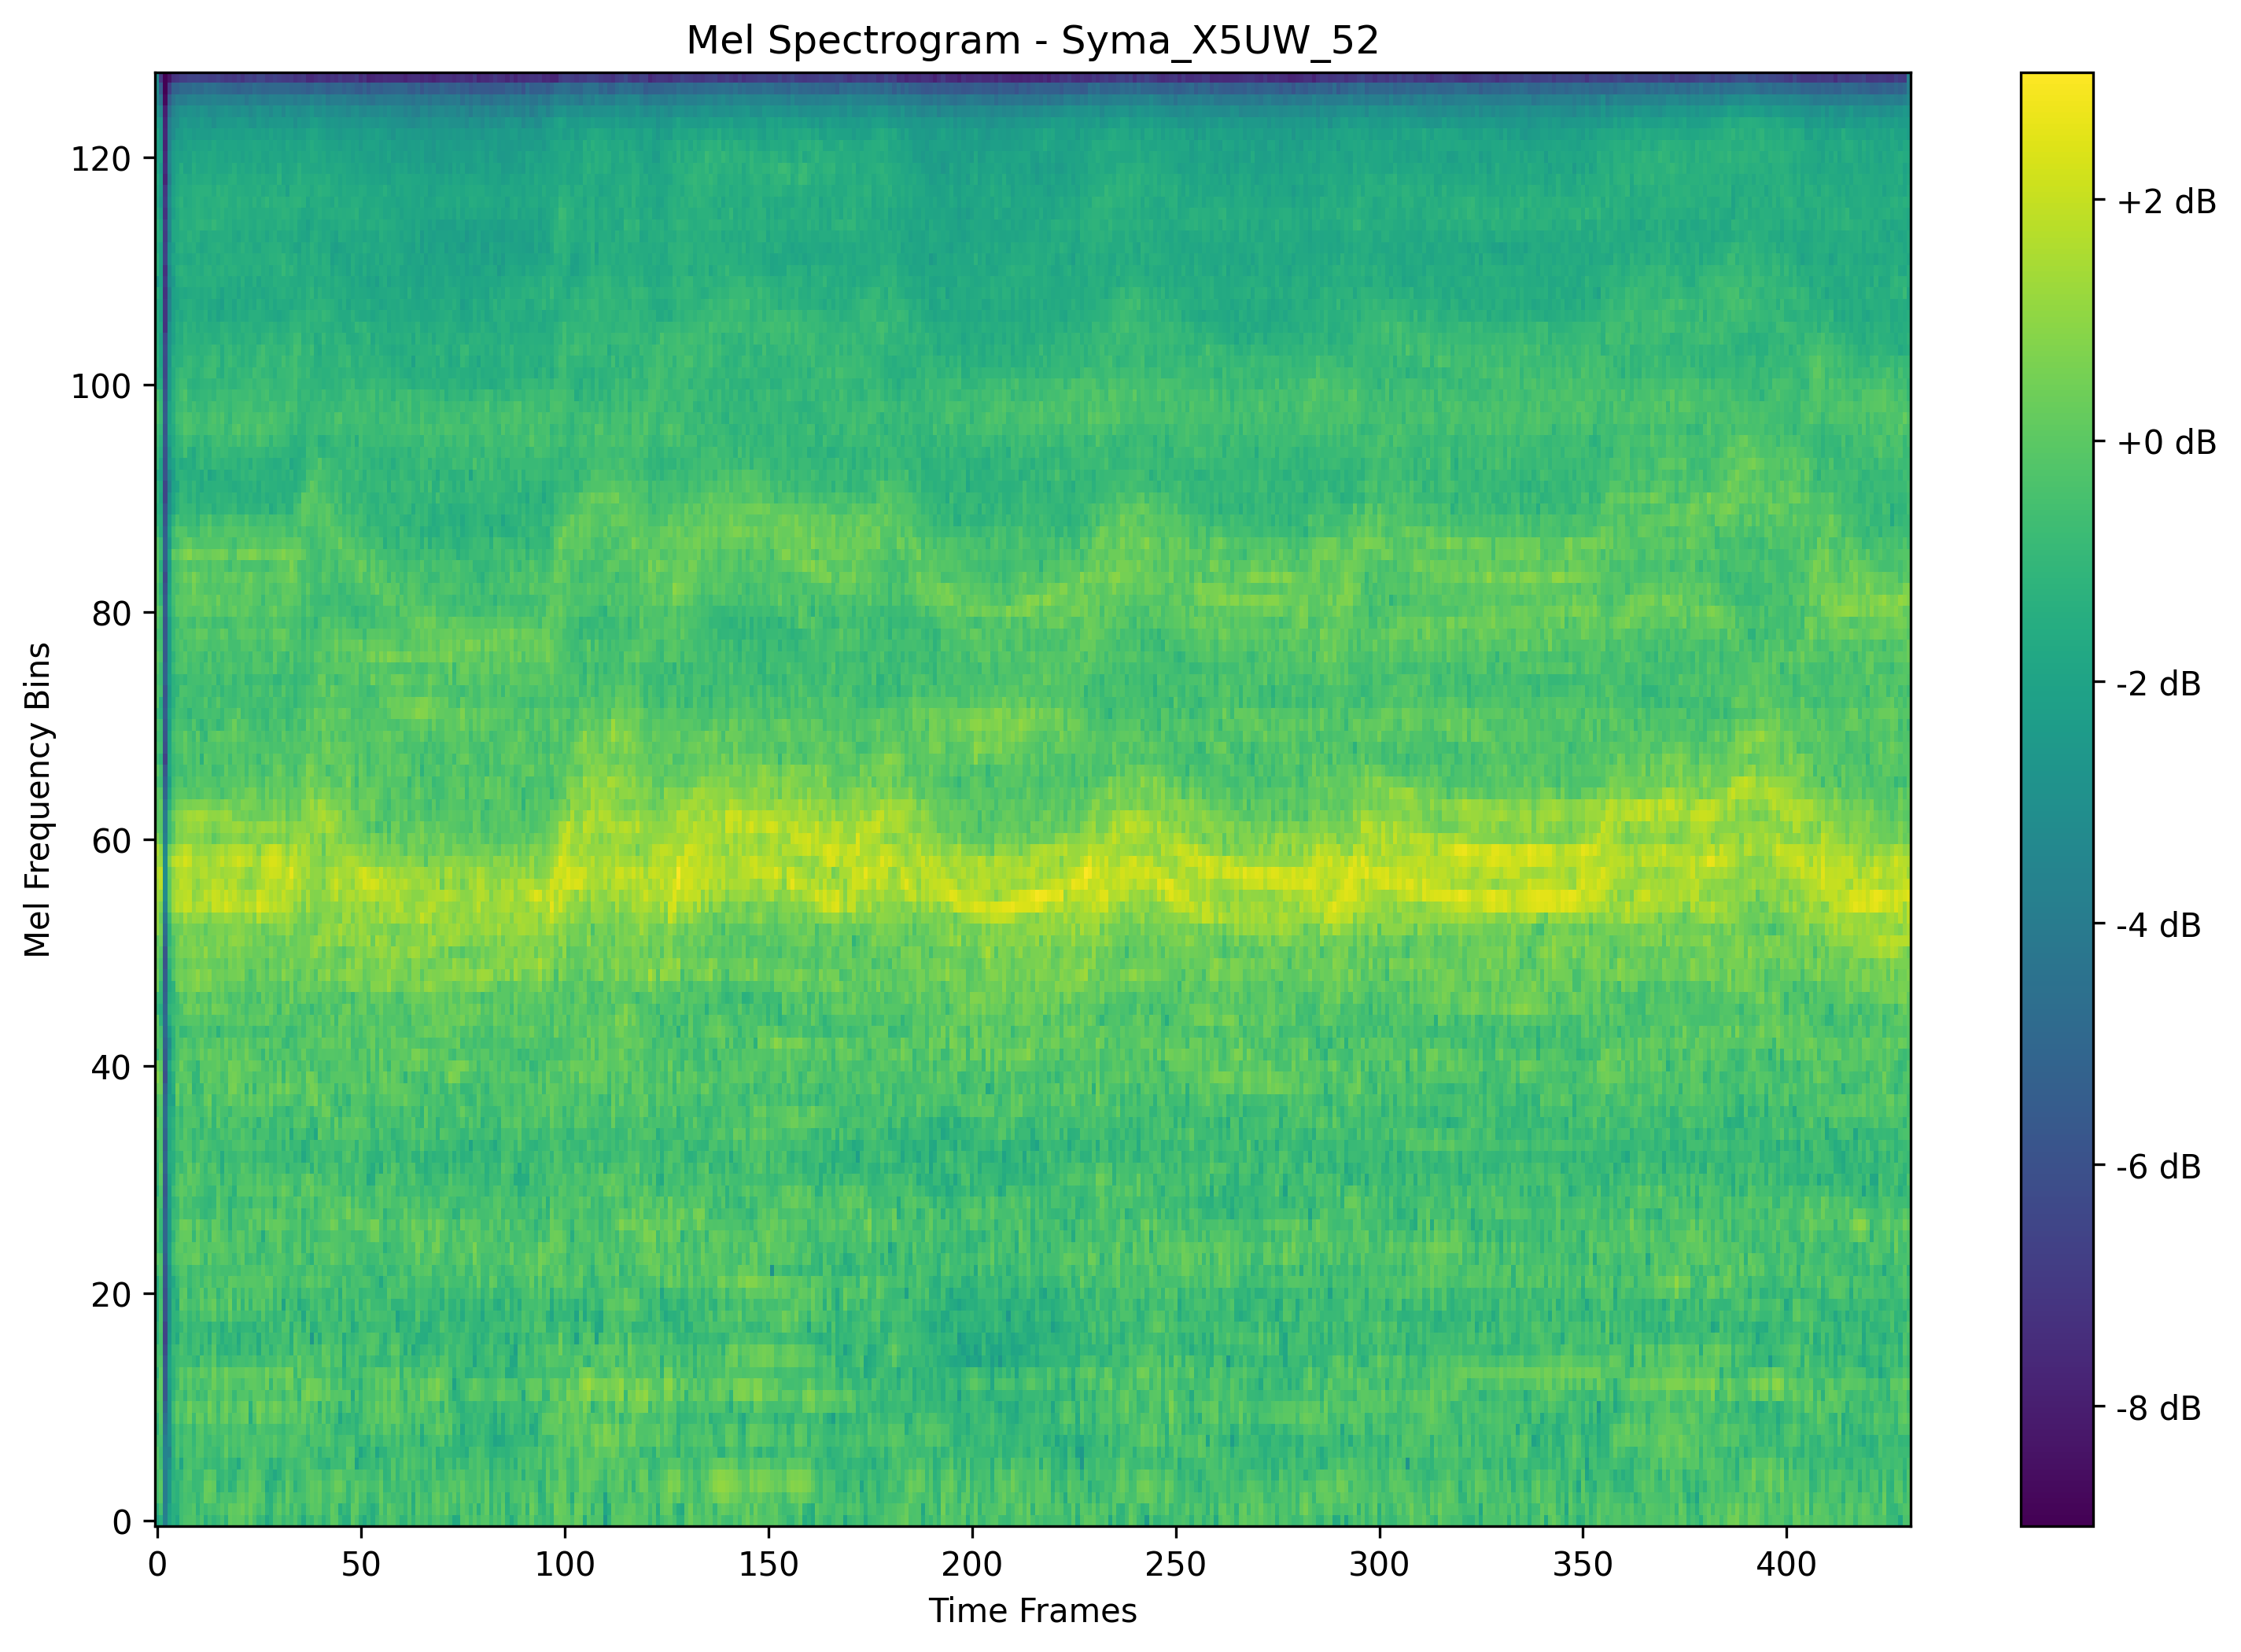 Mel Spectrogram - Syma_X5UW_52
Mel Frequency Bins
120
100
80
60
40
20
0
0 50 100 150 200 250 300 350 400
Time Frames
+2 dB
+0 dB
-2 dB
-4 dB
-6 dB
-8 dB